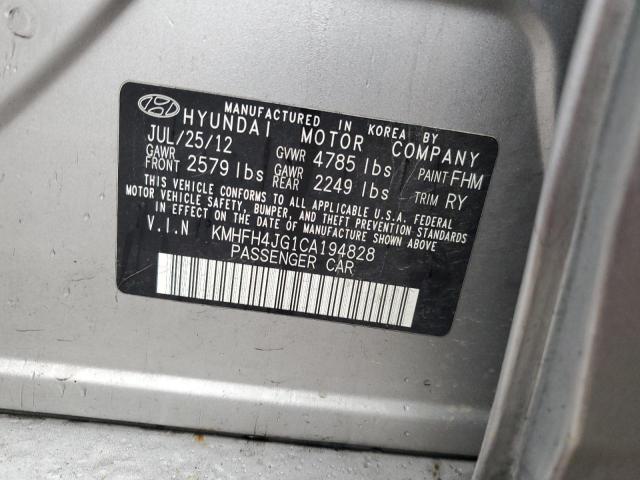 MANUFACTURED IN KOREA BY
HYUNDAI MOTOR COMPANY
JUL/25/12 GVWR 4785 lbs PAINT FHM
GAWR FRONT 2579 lbs GAWR REAR 2249 lbs TRIM RY
THIS VEHICLE CONFORMS TO ALL APPLICABLE U.S.A. FEDERAL
MOTOR VEHICLE SAFETY, BUMPER, AND THEFT PREVENTION STANDARDS
IN EFFECT ON THE DATE OF MANUFACTURE SHOWN ABOVE.
V.I.N KMHFH4JG1CA194828
PASSENGER CAR